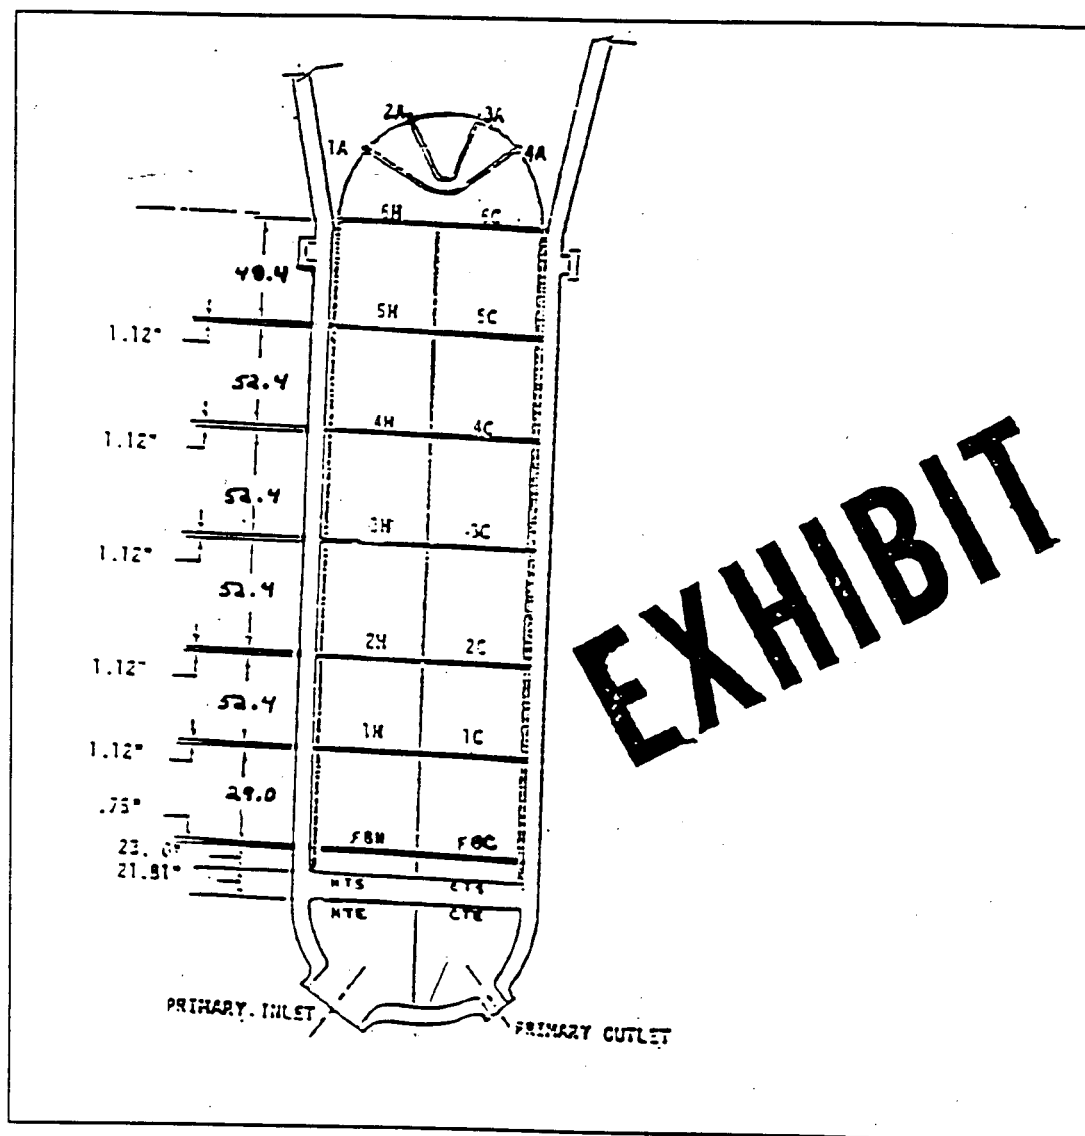 2A 3A
1A 4A
6H 6C
49.4
5H 5C
1.12"
52.4
4H 4C
1.12"
52.4
3H 3C
1.12"
52.4
2H 2C
1.12"
52.4
1H 1C
1.12"
29.0
.75"
FBH FBC
21.81"
HTS CTS
HTE CTE
PRIMARY INLET
PRIMARY OUTLET
EXHIBIT